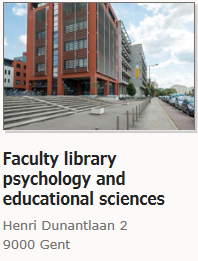 Faculty library
psychology and
educational sciences
Henri Dunantlaan 2
9000 Gent